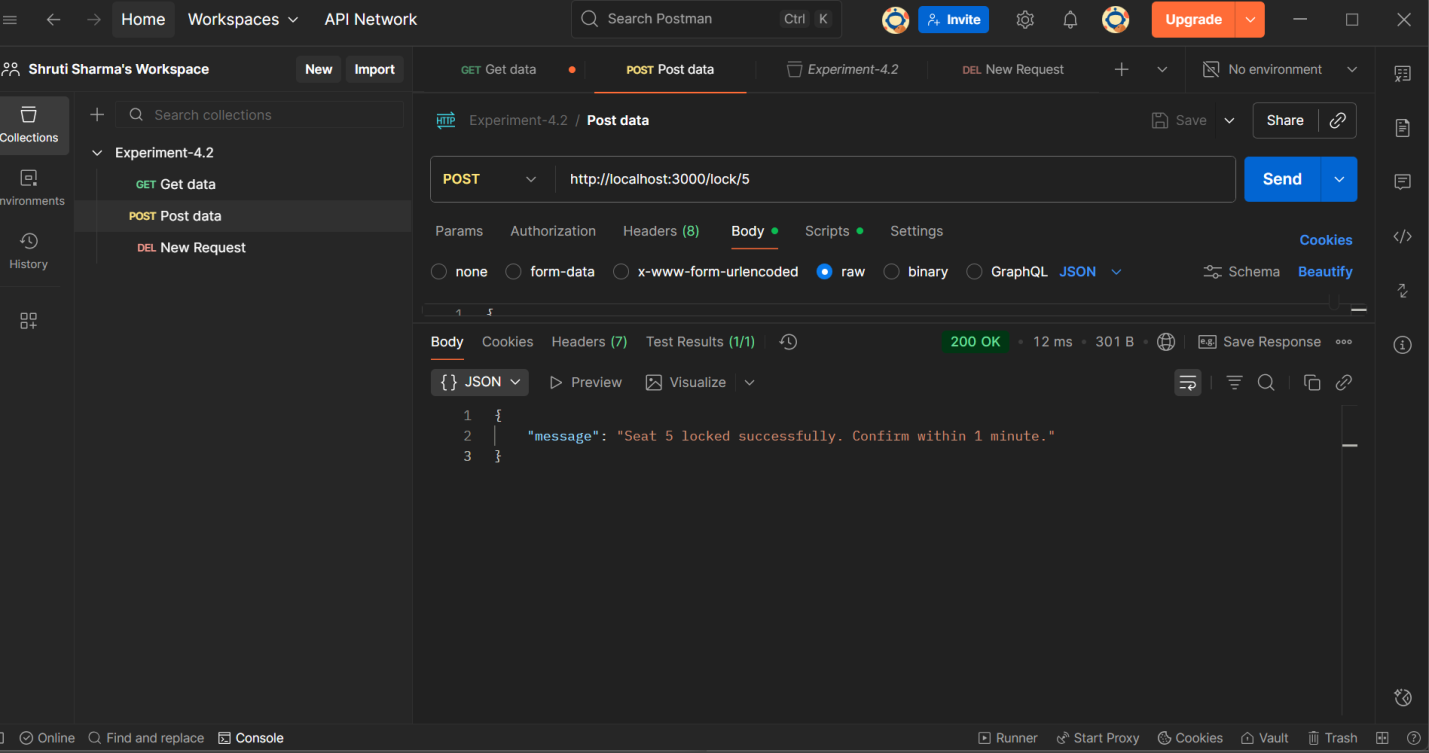 Home Workspaces API Network Search Postman Ctrl K Invite Upgrade
Shruti Sharma's Workspace New Import
GET Get data POST Post data Experiment-4.2 DEL New Request No environment
Collections
nvironments
History
Search collections
Experiment-4.2
GET Get data
POST Post data
DEL New Request
HTTP Experiment-4.2 / Post data Save Share
POST http://localhost:3000/lock/5 Send
Params Authorization Headers (8) Body Scripts Settings Cookies
none form-data x-www-form-urlencoded raw binary GraphQL JSON Schema Beautify
1 {
Body Cookies Headers (7) Test Results (1/1) 200 OK • 12 ms • 301 B e.g. Save Response
{} JSON Preview Visualize
1 {
2 "message": "Seat 5 locked successfully. Confirm within 1 minute."
3 }
Online Find and replace Console Runner Start Proxy Cookies Vault Trash